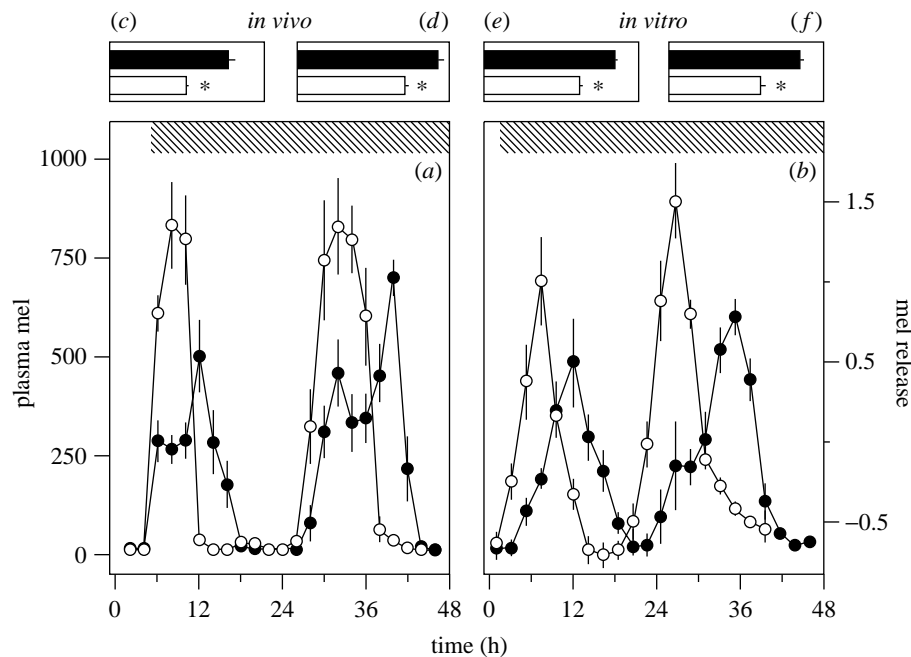 (c) in vivo (d) (e) in vitro (f)
*
*
*
*
(a)
(b)
plasma mel
1000
750
500
250
0
1.5
0.5
−0.5
mel release
0 12 24 36 48 0 12 24 36 48
time (h)